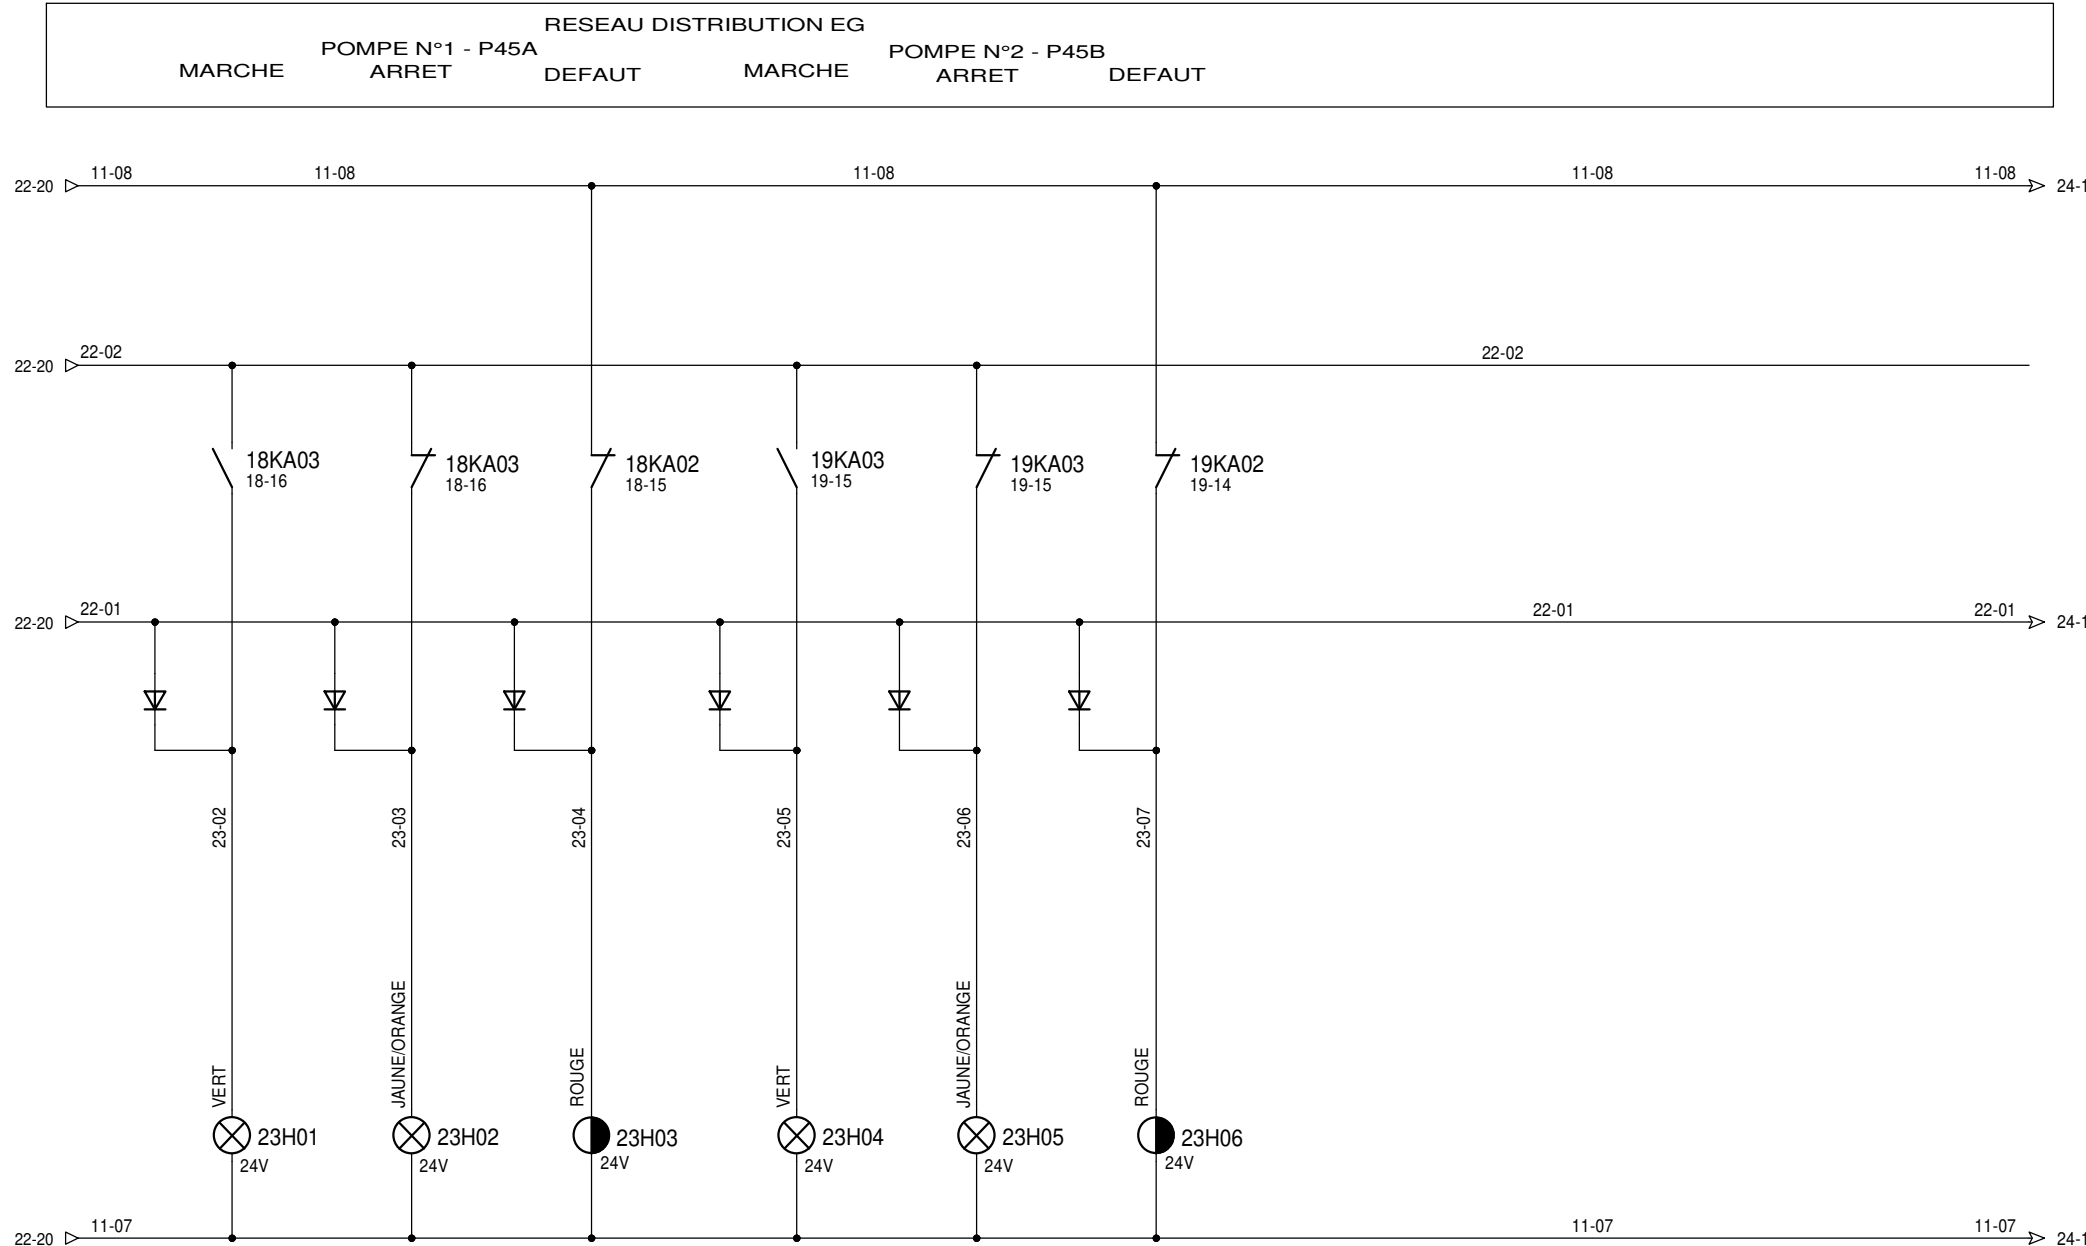 RESEAU DISTRIBUTION EG
POMPE N°1 - P45A
POMPE N°2 - P45B
MARCHE
ARRET
DEFAUT
MARCHE
ARRET
DEFAUT
22-20
11-08
11-08
11-08
11-08
11-08
24-1
22-20
22-02
22-02
18KA03
18-16
18KA03
18-16
18KA02
18-15
19KA03
19-15
19KA03
19-15
19KA02
19-14
22-20
22-01
22-01
22-01
24-1
23-02
23-03
23-04
23-05
23-06
23-07
VERT
JAUNE/ORANGE
ROUGE
VERT
JAUNE/ORANGE
ROUGE
23H01
24V
23H02
24V
23H03
24V
23H04
24V
23H05
24V
23H06
24V
22-20
11-07
11-07
11-07
24-1